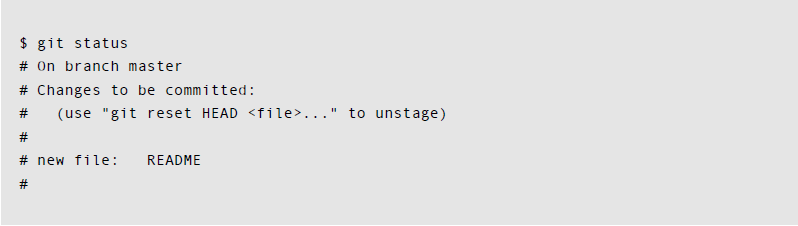 $ git status
# On branch master
# Changes to be committed:
#   (use "git reset HEAD <file>..." to unstage)
#
# new file:   README
#